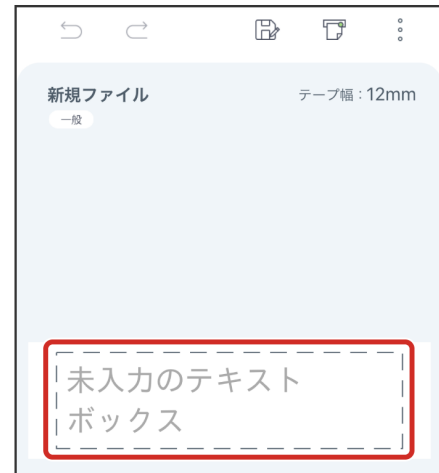 新規ファイル
テープ幅：12mm
一般
未入力のテキスト
ボックス